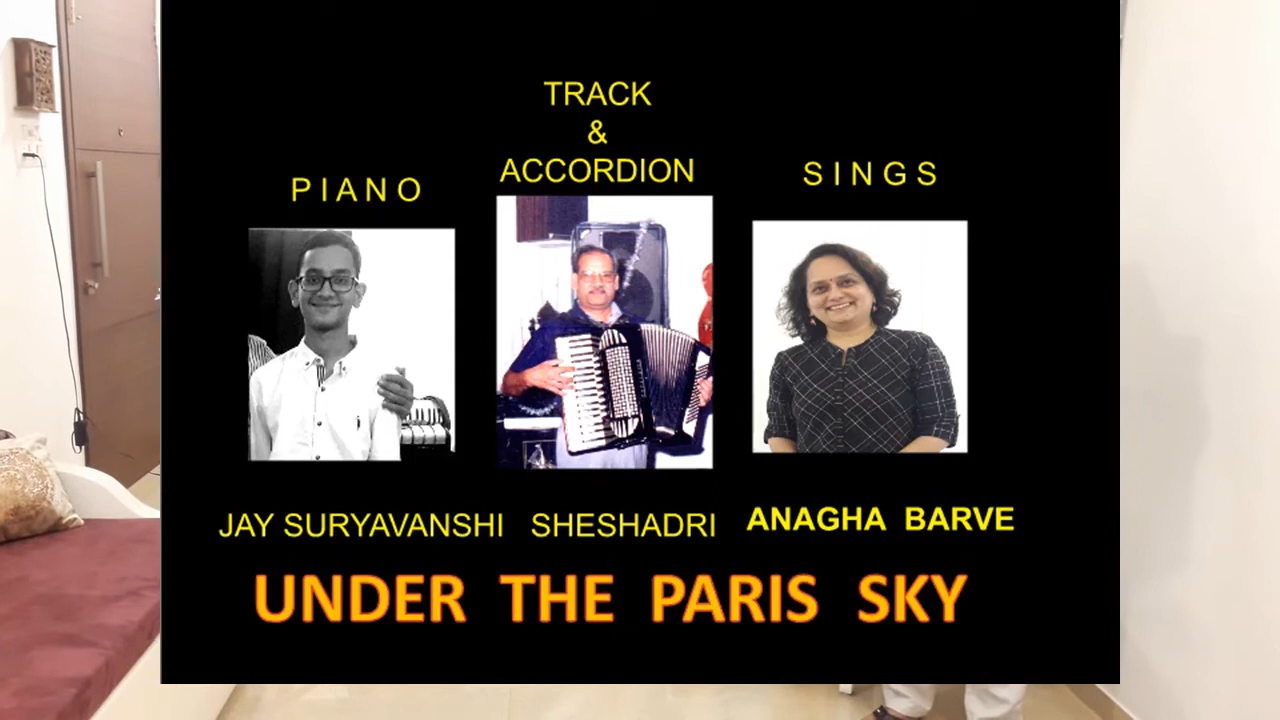 TRACK
&
ACCORDION
PIANO
SINGS
JAY SURYAVANSHI
SHESHADRI
ANAGHA BARVE
UNDER THE PARIS SKY